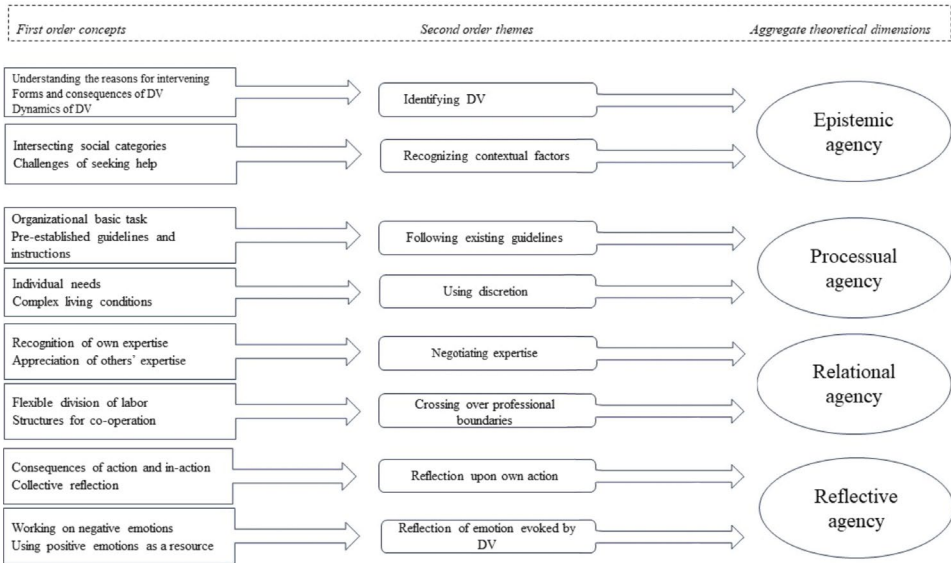 First order concepts
Second order themes
Aggregate theoretical dimensions
Understanding the reasons for intervening
Forms and consequences of DV
Dynamics of DV
Identifying DV
Epistemic
agency
Intersecting social categories
Challenges of seeking help
Recognizing contextual factors
Organizational basic task
Pre-established guidelines and
instructions
Following existing guidelines
Processual
agency
Individual needs
Complex living conditions
Using discretion
Recognition of own expertise
Appreciation of others’ expertise
Negotiating expertise
Relational
agency
Flexible division of labor
Structures for co-operation
Crossing over professional
boundaries
Consequences of action and in-action
Collective reflection
Reflection upon own action
Reflective
agency
Working on negative emotions
Using positive emotions as a resource
Reflection of emotion evoked by
DV